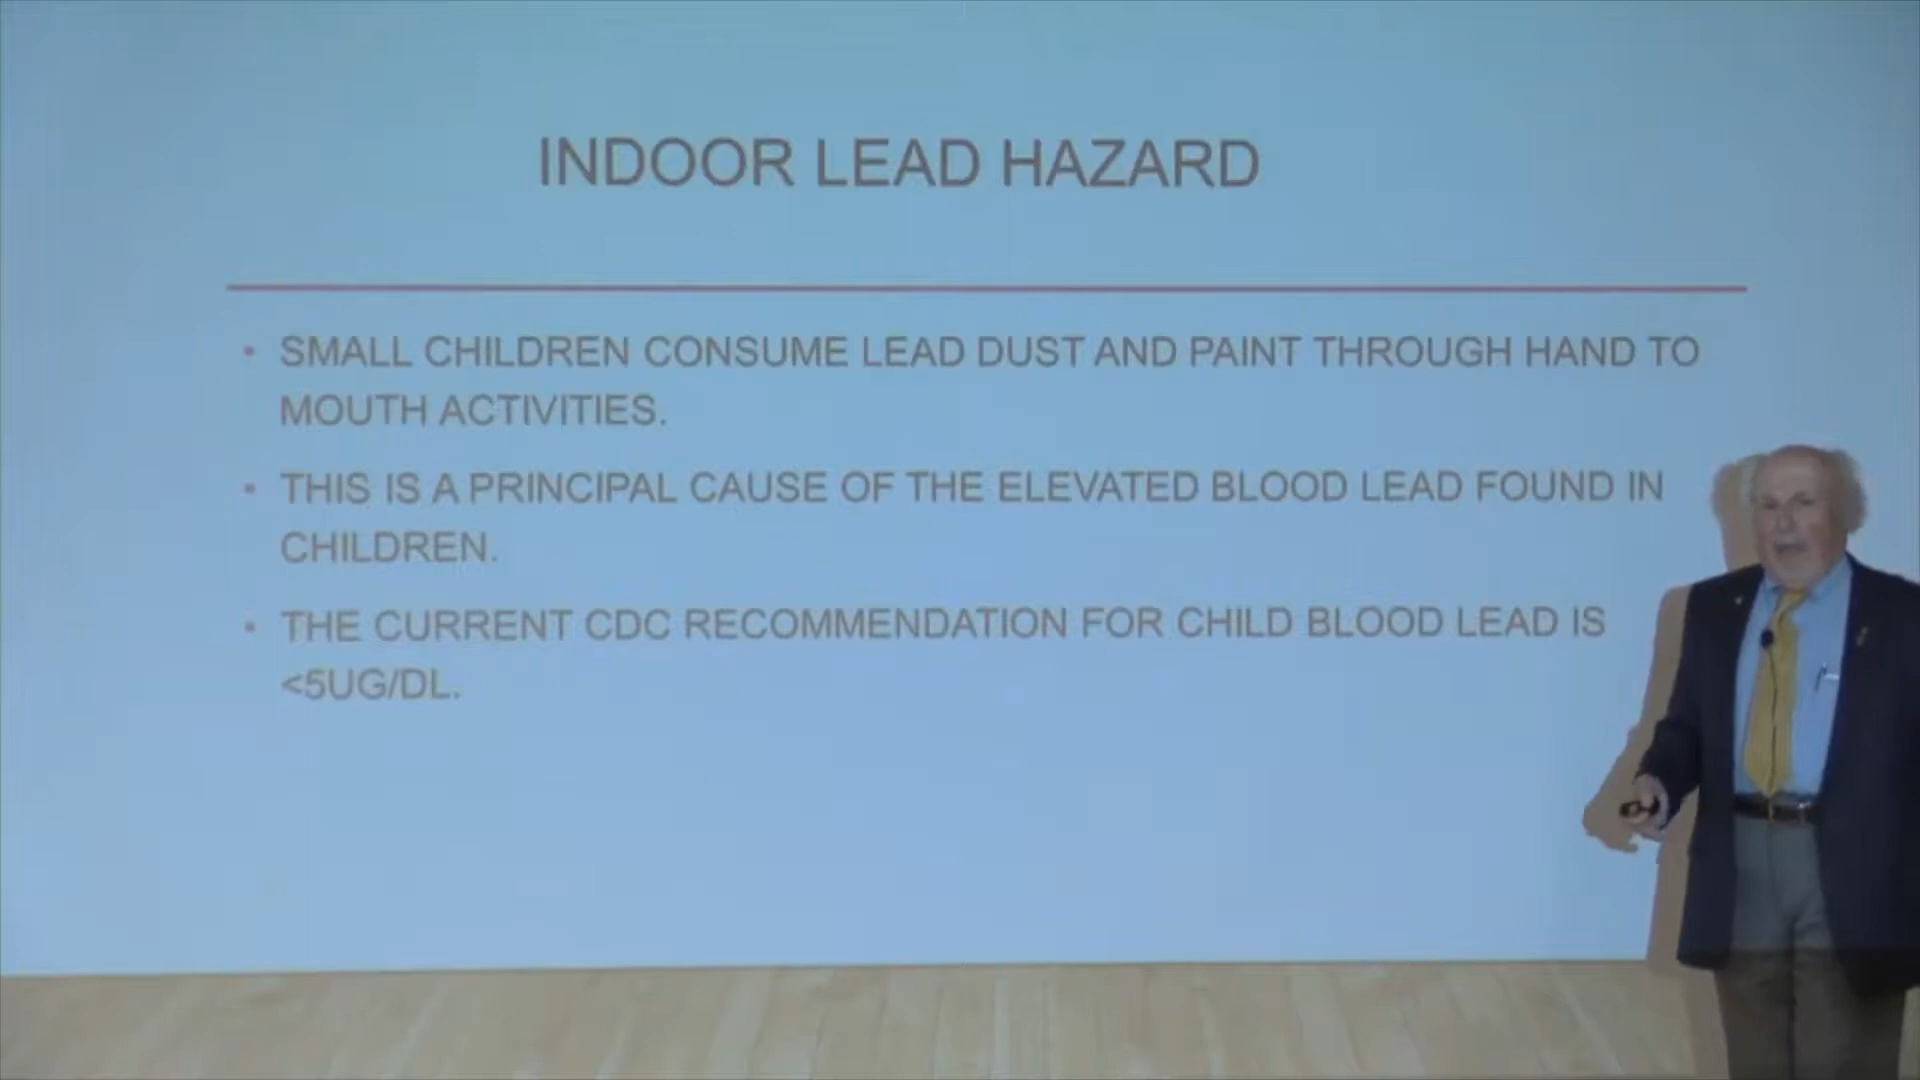 INDOOR LEAD HAZARD
• SMALL CHILDREN CONSUME LEAD DUST AND PAINT THROUGH HAND TO
MOUTH ACTIVITIES.
• THIS IS A PRINCIPAL CAUSE OF THE ELEVATED BLOOD LEAD FOUND IN
CHILDREN.
• THE CURRENT CDC RECOMMENDATION FOR CHILD BLOOD LEAD IS
<5UG/DL.